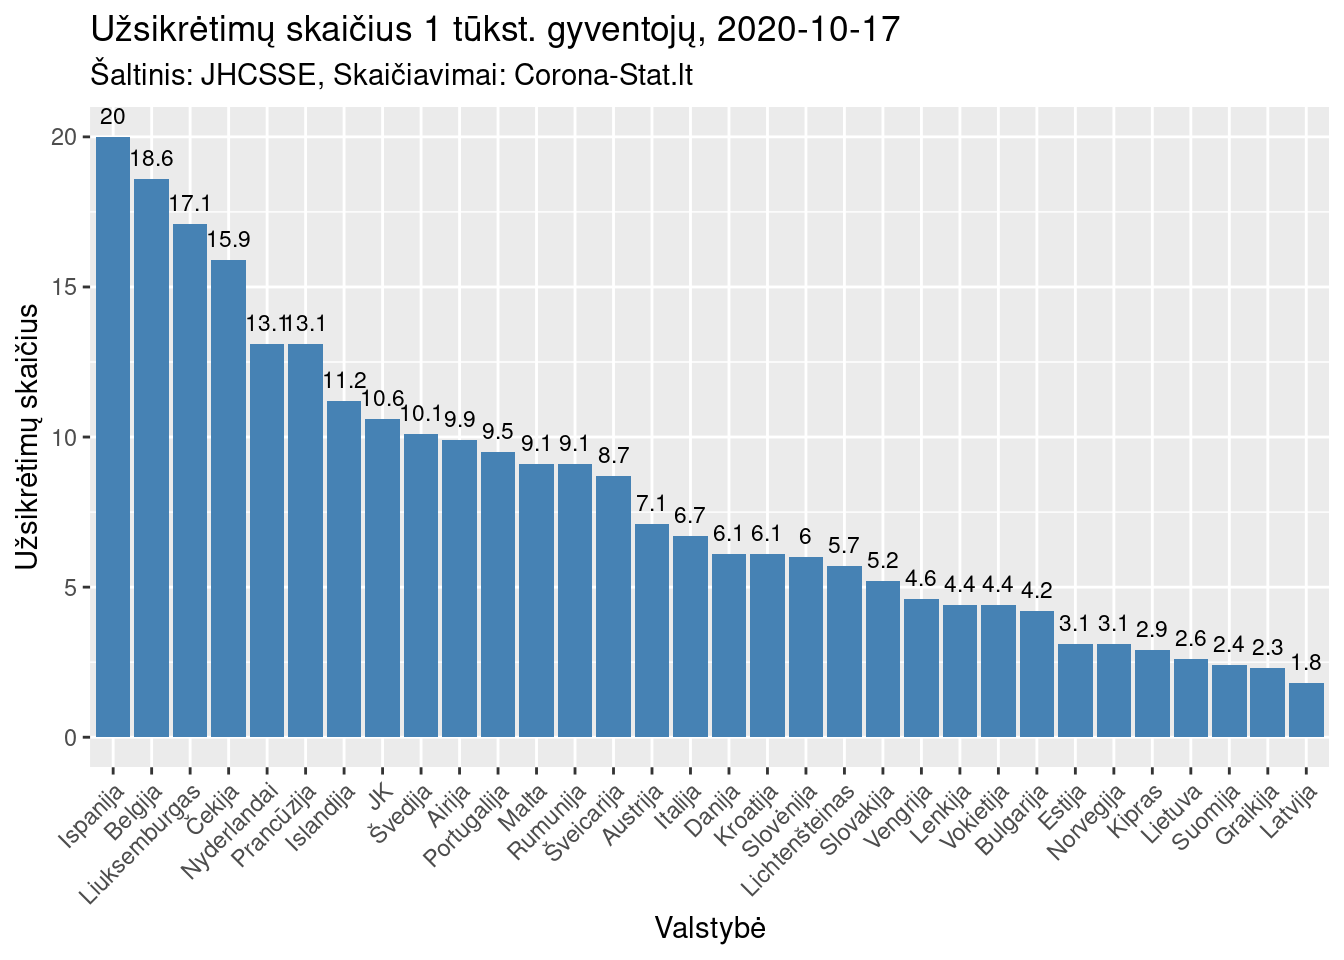 Užsikrėtimų skaičius 1 tūkst. gyventojų, 2020-10-17
Šaltinis: JHCSSE, Skaičiavimai: Corona-Stat.lt
Užsikrėtimų skaičius
20
15
10
5
0
20
18.6
17.1
15.9
13.1
13.1
11.2
10.6
10.1
9.9
9.5
9.1
9.1
8.7
7.1
6.7
6.1
6.1
6
5.7
5.2
4.6
4.4
4.4
4.2
3.1
3.1
2.9
2.6
2.4
2.3
1.8
Ispanija
Belgija
Liuksemburgas
Čekija
Nyderlandai
Prancūzija
Islandija
JK
Švedija
Airija
Portugalija
Malta
Rumunija
Šveicarija
Austrija
Italija
Danija
Kroatija
Slovėnija
Lichtenšteinas
Slovakija
Vengrija
Lenkija
Vokietija
Bulgarija
Estija
Norvegija
Kipras
Lietuva
Suomija
Graikija
Latvija
Valstybė